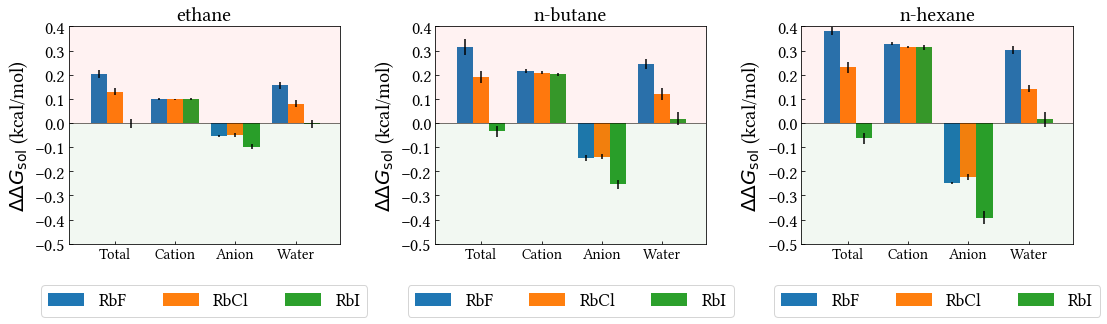 ethane
ΔΔG_sol (kcal/mol)
0.4
0.3
0.2
0.1
0.0
−0.1
−0.2
−0.3
−0.4
−0.5
Total Cation Anion Water
RbF RbCl RbI
n-butane
ΔΔG_sol (kcal/mol)
0.4
0.3
0.2
0.1
0.0
−0.1
−0.2
−0.3
−0.4
−0.5
Total Cation Anion Water
RbF RbCl RbI
n-hexane
ΔΔG_sol (kcal/mol)
0.4
0.3
0.2
0.1
0.0
−0.1
−0.2
−0.3
−0.4
−0.5
Total Cation Anion Water
RbF RbCl RbI